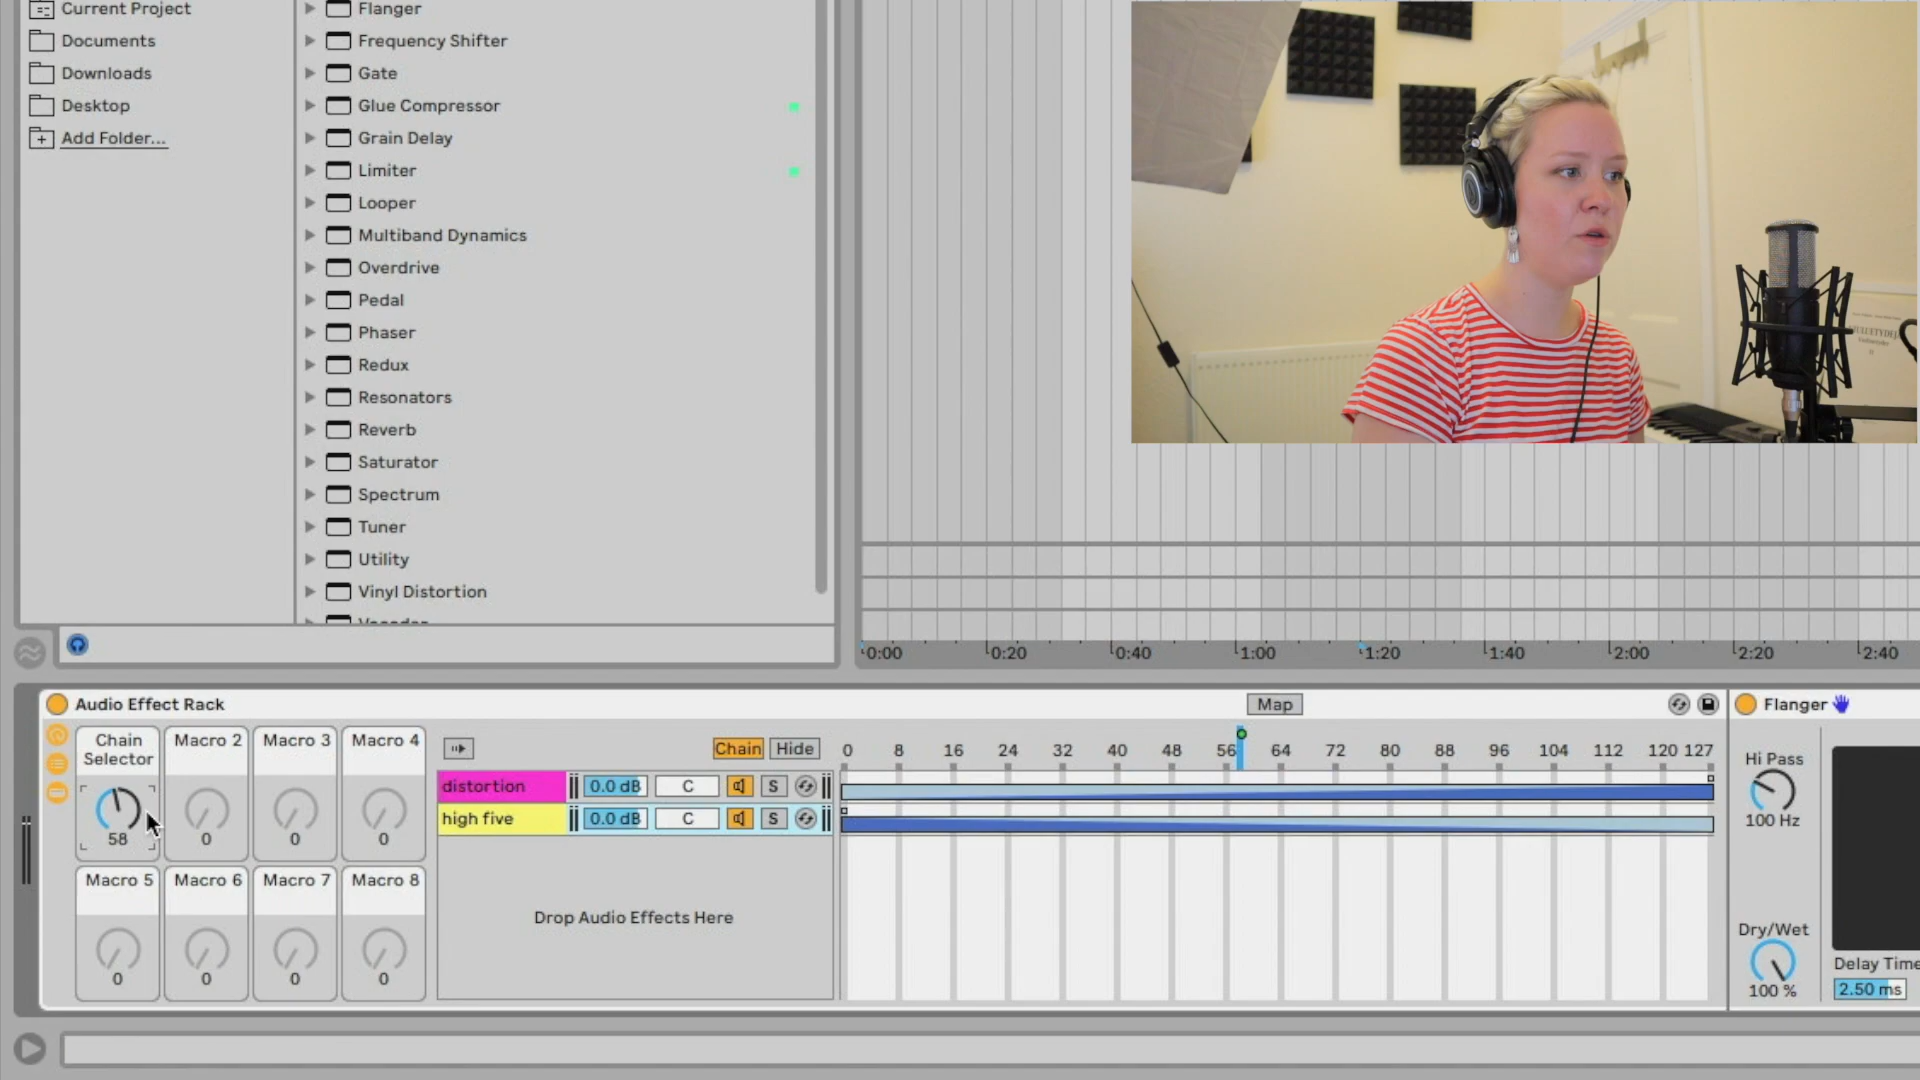 Current Project
Documents
Downloads
Desktop
Add Folder...
Flanger
Frequency Shifter
Gate
Glue Compressor
Grain Delay
Limiter
Looper
Multiband Dynamics
Overdrive
Pedal
Phaser
Redux
Resonators
Reverb
Saturator
Spectrum
Tuner
Utility
Vinyl Distortion
0:00 0:20 0:40 1:00 1:20 1:40 2:00 2:20 2:40
Audio Effect Rack
Map
Flanger
Chain Selector
58
Macro 2
0
Macro 3
0
Macro 4
0
Macro 5
0
Macro 6
0
Macro 7
0
Macro 8
0
Chain Hide
0 8 16 24 32 40 48 56 64 72 80 88 96 104 112 120 127
distortion 0.0 dB C S
high five 0.0 dB C S
Drop Audio Effects Here
Hi Pass
100 Hz
Dry/Wet
100 %
Delay Time
2.50 ms